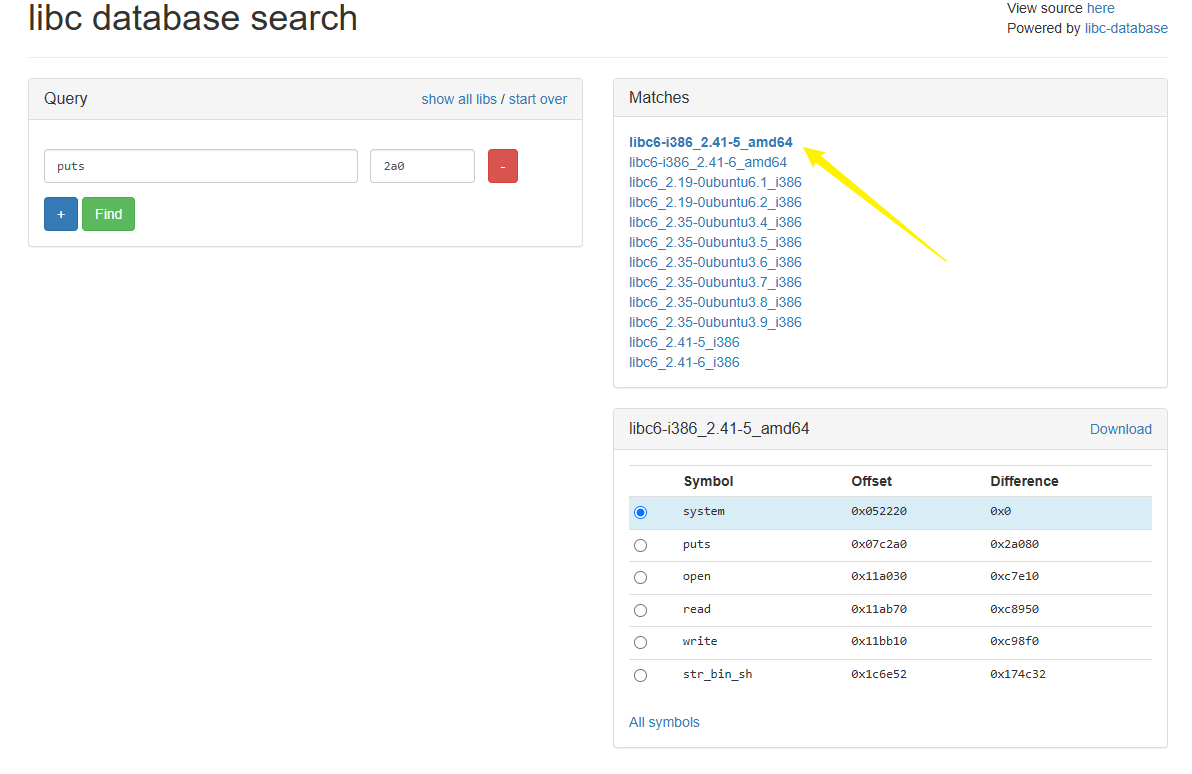 libc database search
View source here
Powered by libc-database
Query
show all libs / start over
puts
2a0
-
+
Find
Matches
libc6-i386_2.41-5_amd64
libc6-i386_2.41-6_amd64
libc6_2.19-0ubuntu6.1_i386
libc6_2.19-0ubuntu6.2_i386
libc6_2.35-0ubuntu3.4_i386
libc6_2.35-0ubuntu3.5_i386
libc6_2.35-0ubuntu3.6_i386
libc6_2.35-0ubuntu3.7_i386
libc6_2.35-0ubuntu3.8_i386
libc6_2.35-0ubuntu3.9_i386
libc6_2.41-5_i386
libc6_2.41-6_i386
libc6-i386_2.41-5_amd64
Download
Symbol Offset Difference
system 0x052220 0x0
puts 0x07c2a0 0x2a080
open 0x11a030 0xc7e10
read 0x11ab70 0xc8950
write 0x11bb10 0xc98f0
str_bin_sh 0x1c6e52 0x174c32
All symbols